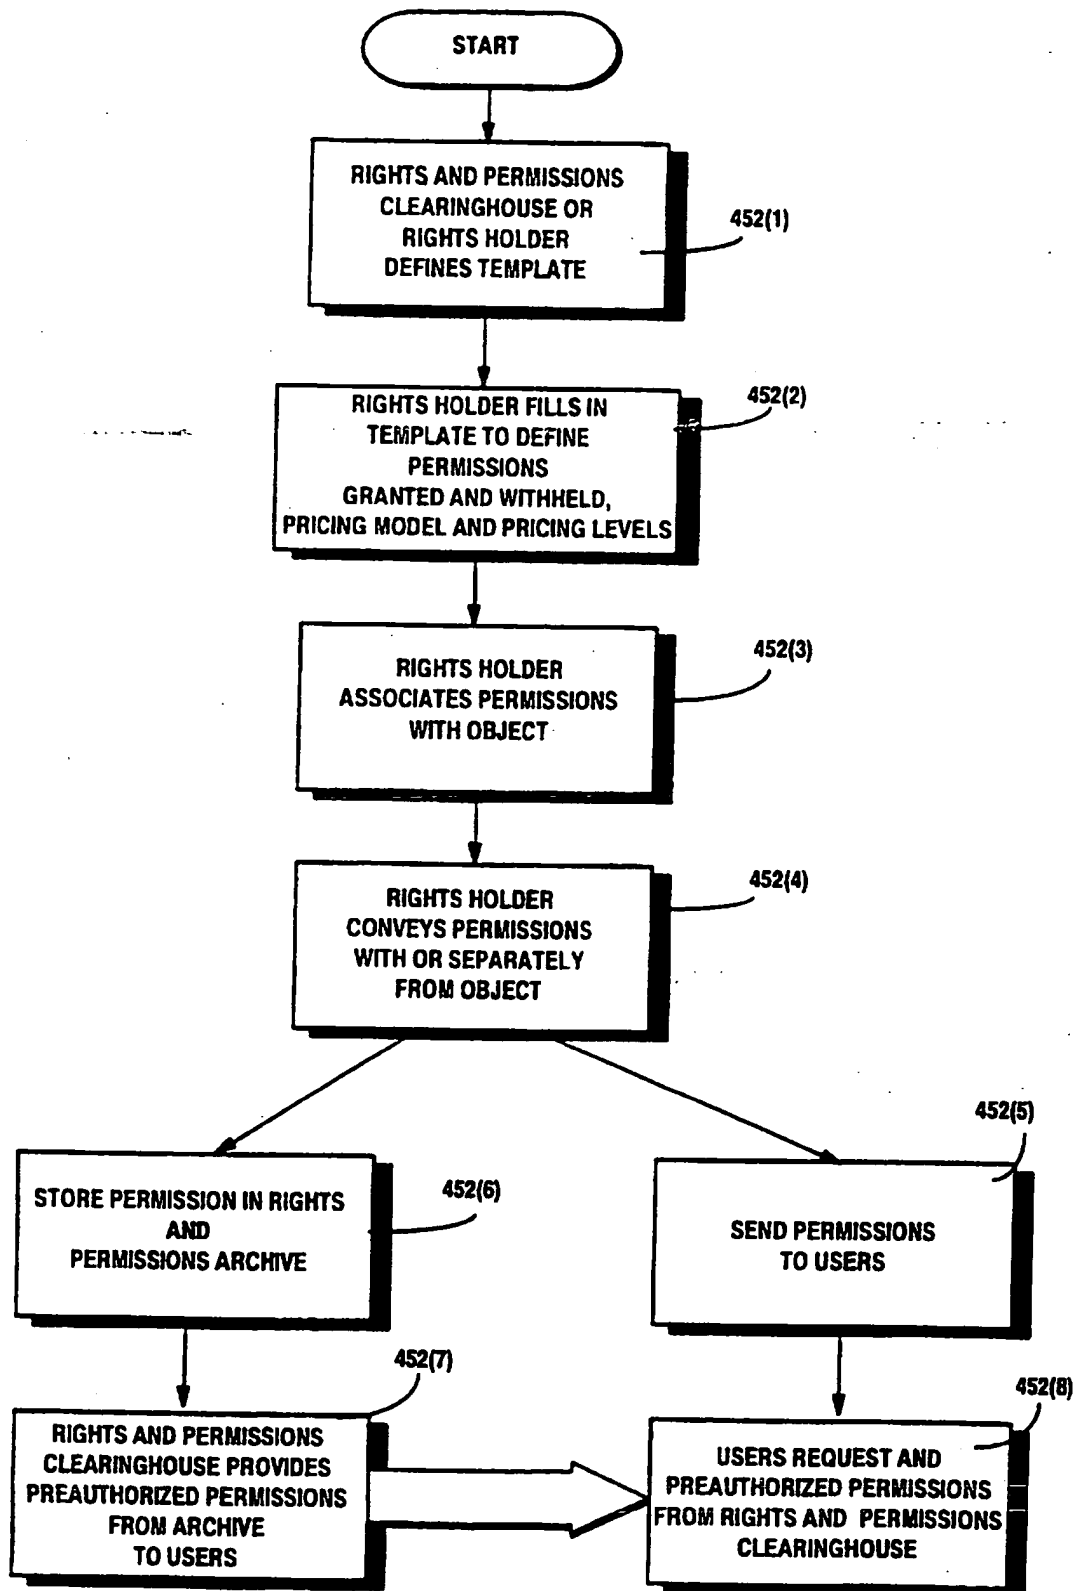 START
RIGHTS AND PERMISSIONS
CLEARINGHOUSE OR
RIGHTS HOLDER
DEFINES TEMPLATE
452(1)
RIGHTS HOLDER FILLS IN
TEMPLATE TO DEFINE
PERMISSIONS
GRANTED AND WITHHELD,
PRICING MODEL AND PRICING LEVELS
452(2)
RIGHTS HOLDER
ASSOCIATES PERMISSIONS
WITH OBJECT
452(3)
RIGHTS HOLDER
CONVEYS PERMISSIONS
WITH OR SEPARATELY
FROM OBJECT
452(4)
STORE PERMISSION IN RIGHTS
AND
PERMISSIONS ARCHIVE
452(6)
SEND PERMISSIONS
TO USERS
452(5)
RIGHTS AND PERMISSIONS
CLEARINGHOUSE PROVIDES
PREAUTHORIZED PERMISSIONS
FROM ARCHIVE
TO USERS
452(7)
USERS REQUEST AND
PREAUTHORIZED PERMISSIONS
FROM RIGHTS AND PERMISSIONS
CLEARINGHOUSE
452(8)